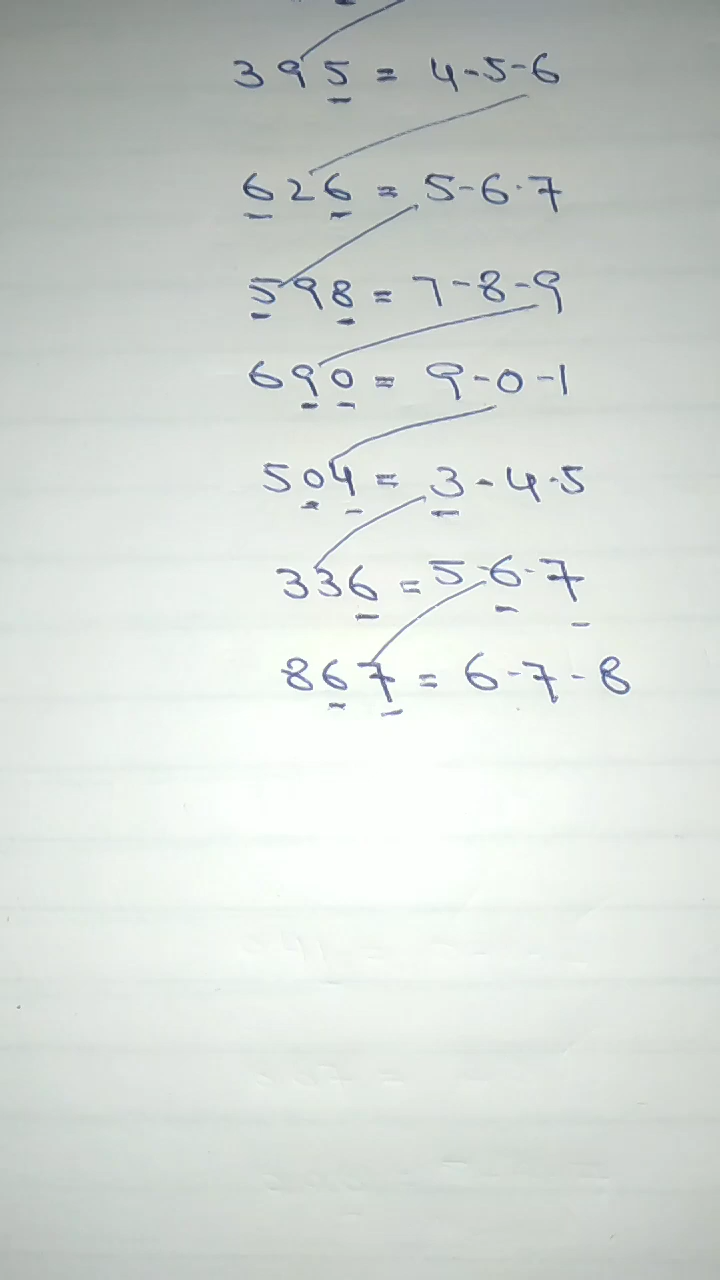 395 = 4-5-6
626 = 5-6-7
598 = 7-8-9
690 = 9-0-1
504 = 3-4-5
336 = 5-6-7
867 = 6-7-8